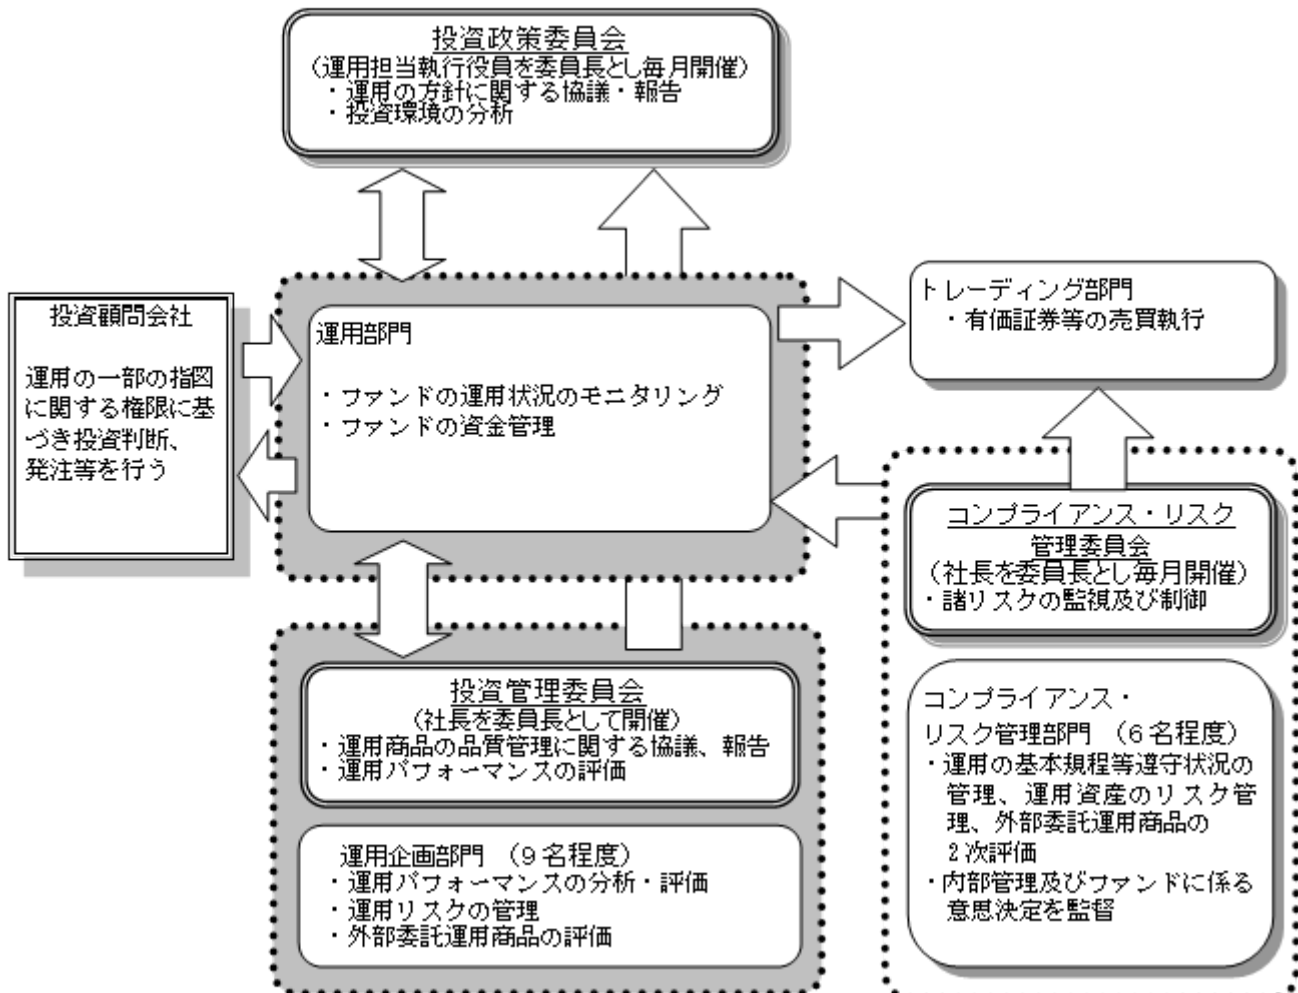 投資政策委員会
（運用担当執行役員を委員長とし毎月開催）
・運用の方針に関する協議・報告
・投資環境の分析
投資顧問会社
運用の一部の指図
に関する権限に基
づき投資判断、
発注等を行う
運用部門
・ファンドの運用状況のモニタリング
・ファンドの資金管理
トレーディング部門
・有価証券等の売買執行
コンプライアンス・リスク
管理委員会
（社長を委員長とし毎月開催）
・諸リスクの監視及び制御
投資管理委員会
（社長を委員長として開催）
・運用商品の品質管理に関する協議、報告
・運用パフォーマンスの評価
運用企画部門　（９名程度）
・運用パフォーマンスの分析・評価
・運用リスクの管理
・外部委託運用商品の評価
コンプライアンス・
リスク管理部門　（６名程度）
・運用の基本規程等遵守状況の
管理、運用資産のリスク管
理、外部委託運用商品の
２次評価
・内部管理及びファンドに係る
意思決定を監督